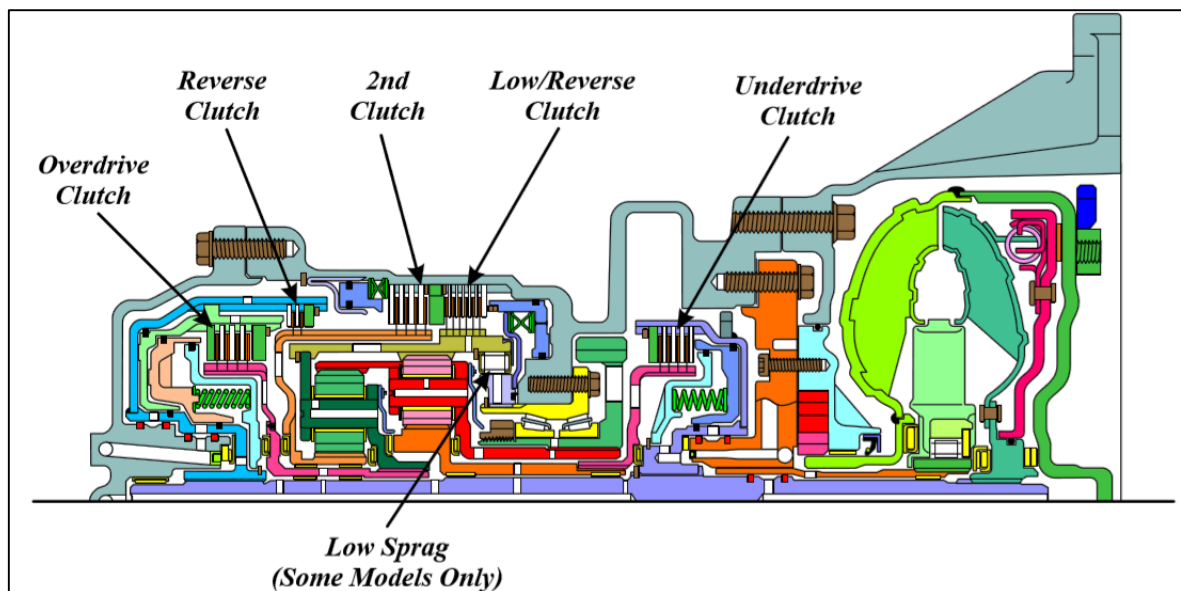 Reverse
Clutch
2nd
Clutch
Low/Reverse
Clutch
Underdrive
Clutch
Overdrive
Clutch
Low Sprag
(Some Models Only)